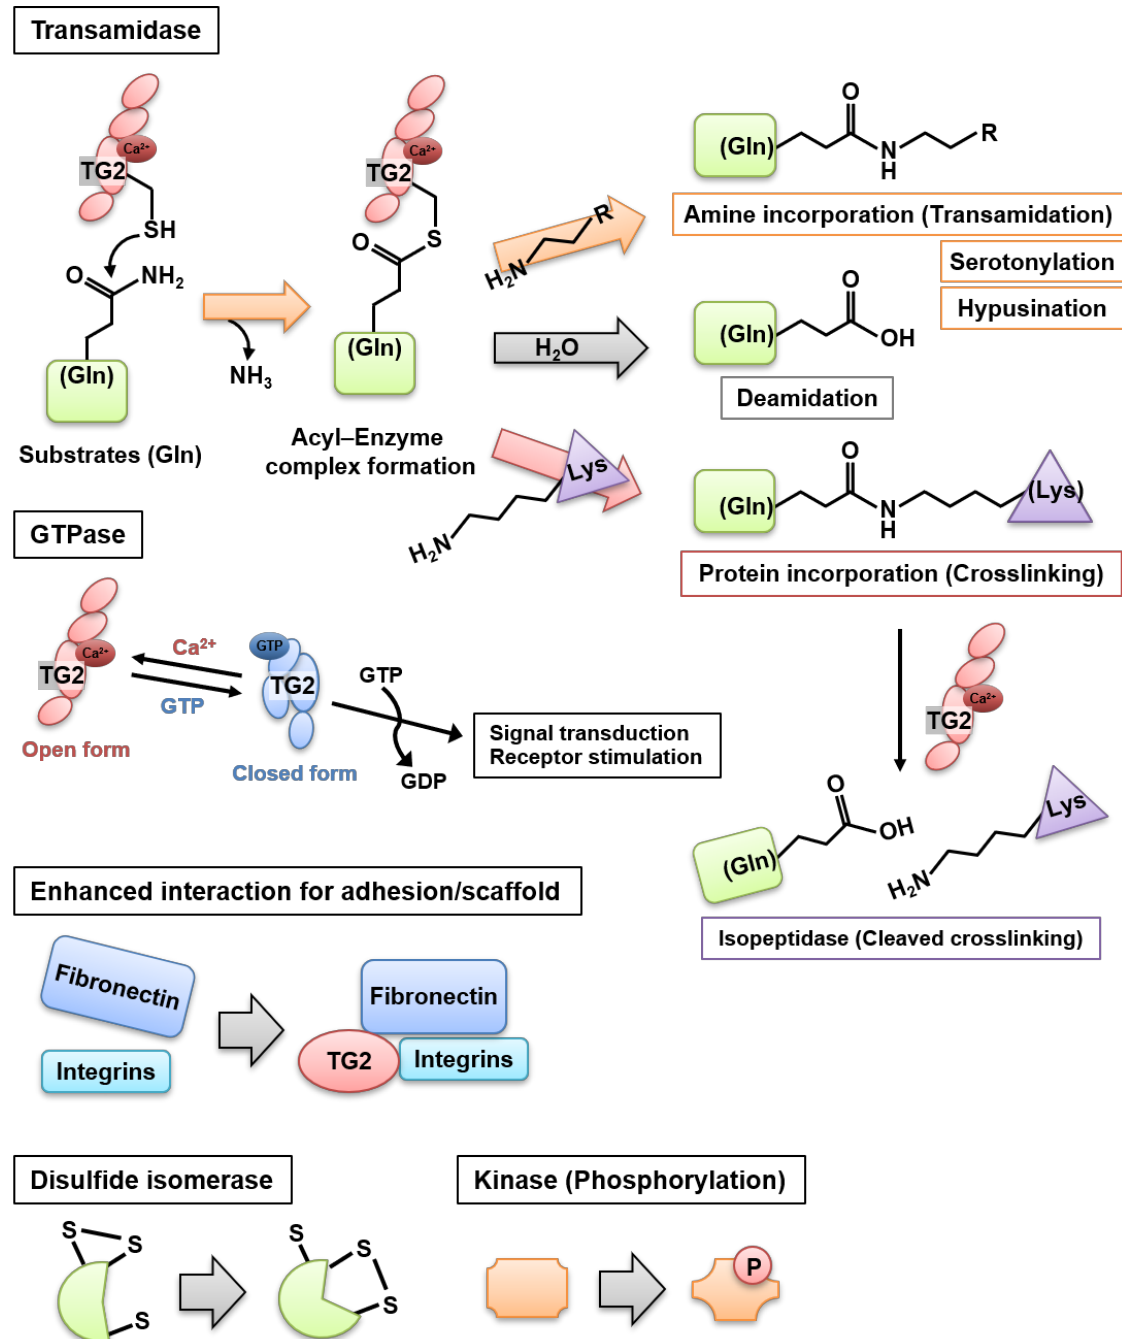 Transamidase
Ca²⁺
TG2
SH
O
NH₂
(Gln)
Substrates (Gln)
NH₃
Ca²⁺
TG2
S
O
(Gln)
Acyl–Enzyme
complex formation
H₂N
R
H₂O
Lys
H₂N
O
(Gln)
N
H
R
Amine incorporation (Transamidation)
Serotonylation
Hypusination
O
(Gln)
OH
Deamidation
O
(Gln)
N
H
(Lys)
Protein incorporation (Crosslinking)
Ca²⁺
TG2
O
OH
(Gln)
Lys
H₂N
Isopeptidase (Cleaved crosslinking)
GTPase
Ca²⁺
TG2
Open form
Ca²⁺
GTP
GTP
TG2
Closed form
GTP
GDP
Signal transduction
Receptor stimulation
Enhanced interaction for adhesion/scaffold
Fibronectin
Integrins
Fibronectin
TG2
Integrins
Disulfide isomerase
S
S
S
S
S
S
Kinase (Phosphorylation)
P